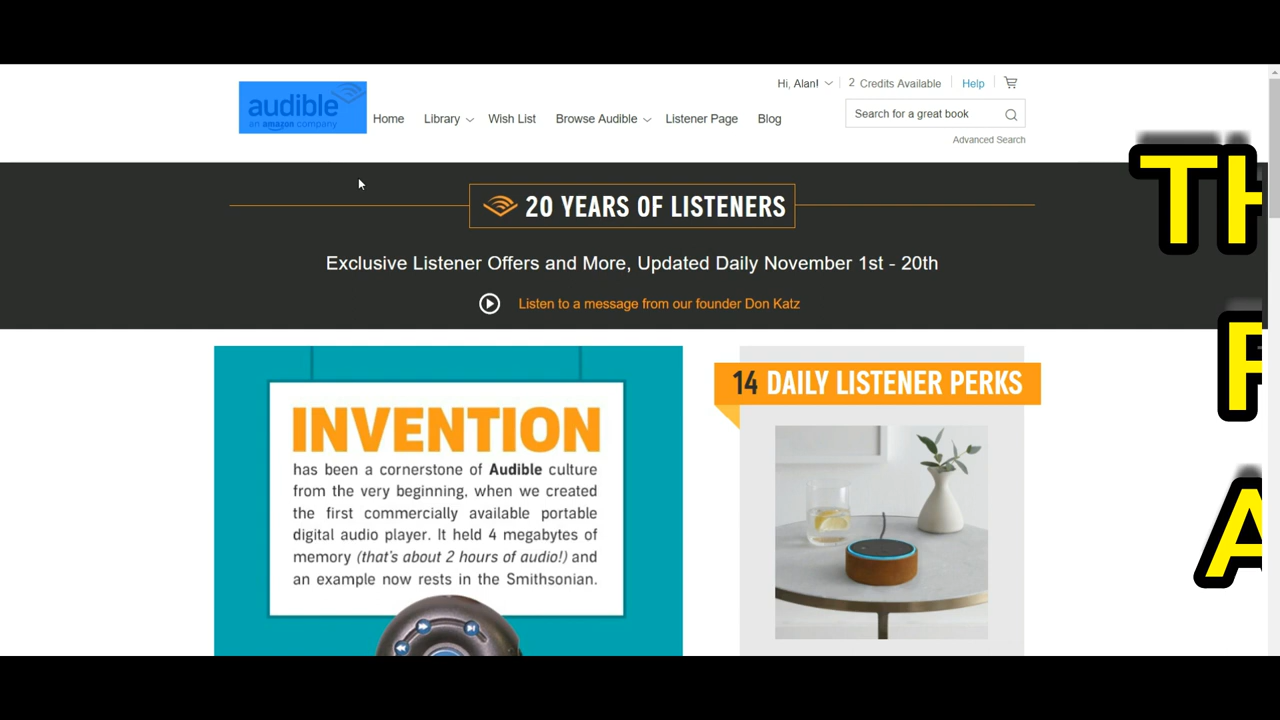 audible
an amazon company
Hi, Alan!
2 Credits Available
Help
Home
Library
Wish List
Browse Audible
Listener Page
Blog
Search for a great book
Advanced Search
20 YEARS OF LISTENERS
Exclusive Listener Offers and More, Updated Daily November 1st - 20th
Listen to a message from our founder Don Katz
INVENTION
has been a cornerstone of Audible culture
from the very beginning, when we created
the first commercially available portable
digital audio player. It held 4 megabytes of
memory (that's about 2 hours of audio!) and
an example now rests in the Smithsonian.
14 DAILY LISTENER PERKS